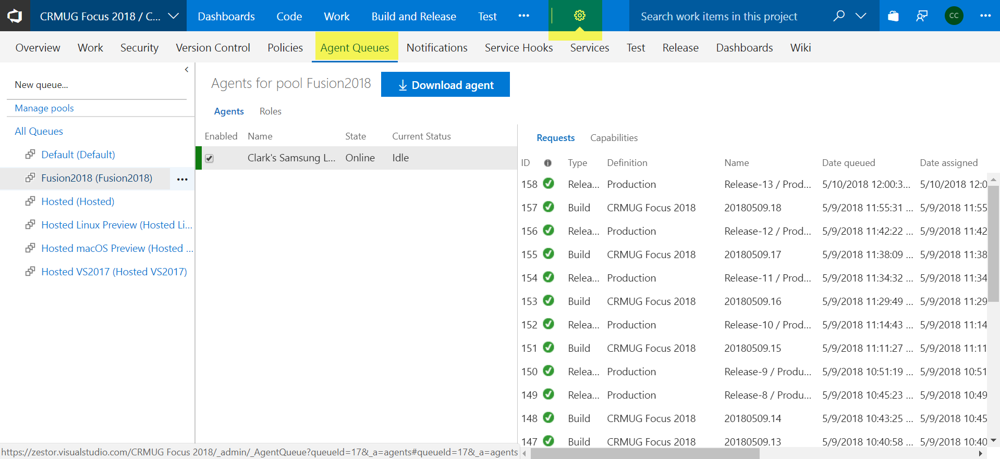 CRMUG Focus 2018 / C... Dashboards Code Work Build and Release Test ••• Search work items in this project CC •••
Overview Work Security Version Control Policies Agent Queues Notifications Service Hooks Services Test Release Dashboards Wiki
New queue...
Manage pools
All Queues
Default (Default)
Fusion2018 (Fusion2018) •••
Hosted (Hosted)
Hosted Linux Preview (Hosted Li...
Hosted macOS Preview (Hosted ...
Hosted VS2017 (Hosted VS2017)
Agents for pool Fusion2018 Download agent
Agents Roles
Enabled Name State Current Status
Clark's Samsung L... Online Idle
Requests Capabilities
ID Type Definition Name Date queued Date assigned
158 Relea... Production Release-13 / Prod... 5/10/2018 12:00:3... 5/10/2018 12:0
157 Build CRMUG Focus 2018 20180509.18 5/9/2018 11:55:31 ... 5/9/2018 11:55
156 Relea... Production Release-12 / Prod... 5/9/2018 11:42:22 ... 5/9/2018 11:42
155 Build CRMUG Focus 2018 20180509.17 5/9/2018 11:38:09 ... 5/9/2018 11:38
154 Relea... Production Release-11 / Prod... 5/9/2018 11:34:32 ... 5/9/2018 11:34
153 Build CRMUG Focus 2018 20180509.16 5/9/2018 11:29:49 ... 5/9/2018 11:29
152 Relea... Production Release-10 / Prod... 5/9/2018 11:14:43 ... 5/9/2018 11:14
151 Build CRMUG Focus 2018 20180509.15 5/9/2018 11:11:27 ... 5/9/2018 11:11
150 Relea... Production Release-9 / Produ... 5/9/2018 10:51:19 ... 5/9/2018 10:51
149 Relea... Production Release-8 / Produ... 5/9/2018 10:45:23 ... 5/9/2018 10:49
148 Build CRMUG Focus 2018 20180509.14 5/9/2018 10:43:25 ... 5/9/2018 10:45
147 Build CRMUG Focus 2018 20180509.13 5/9/2018 10:40:58 ... 5/9/2018 10:40
https://zestor.visualstudio.com/CRMUG Focus 2018/_admin/_AgentQueue?queueId=17&_a=agents#queueId=17&_a=agents